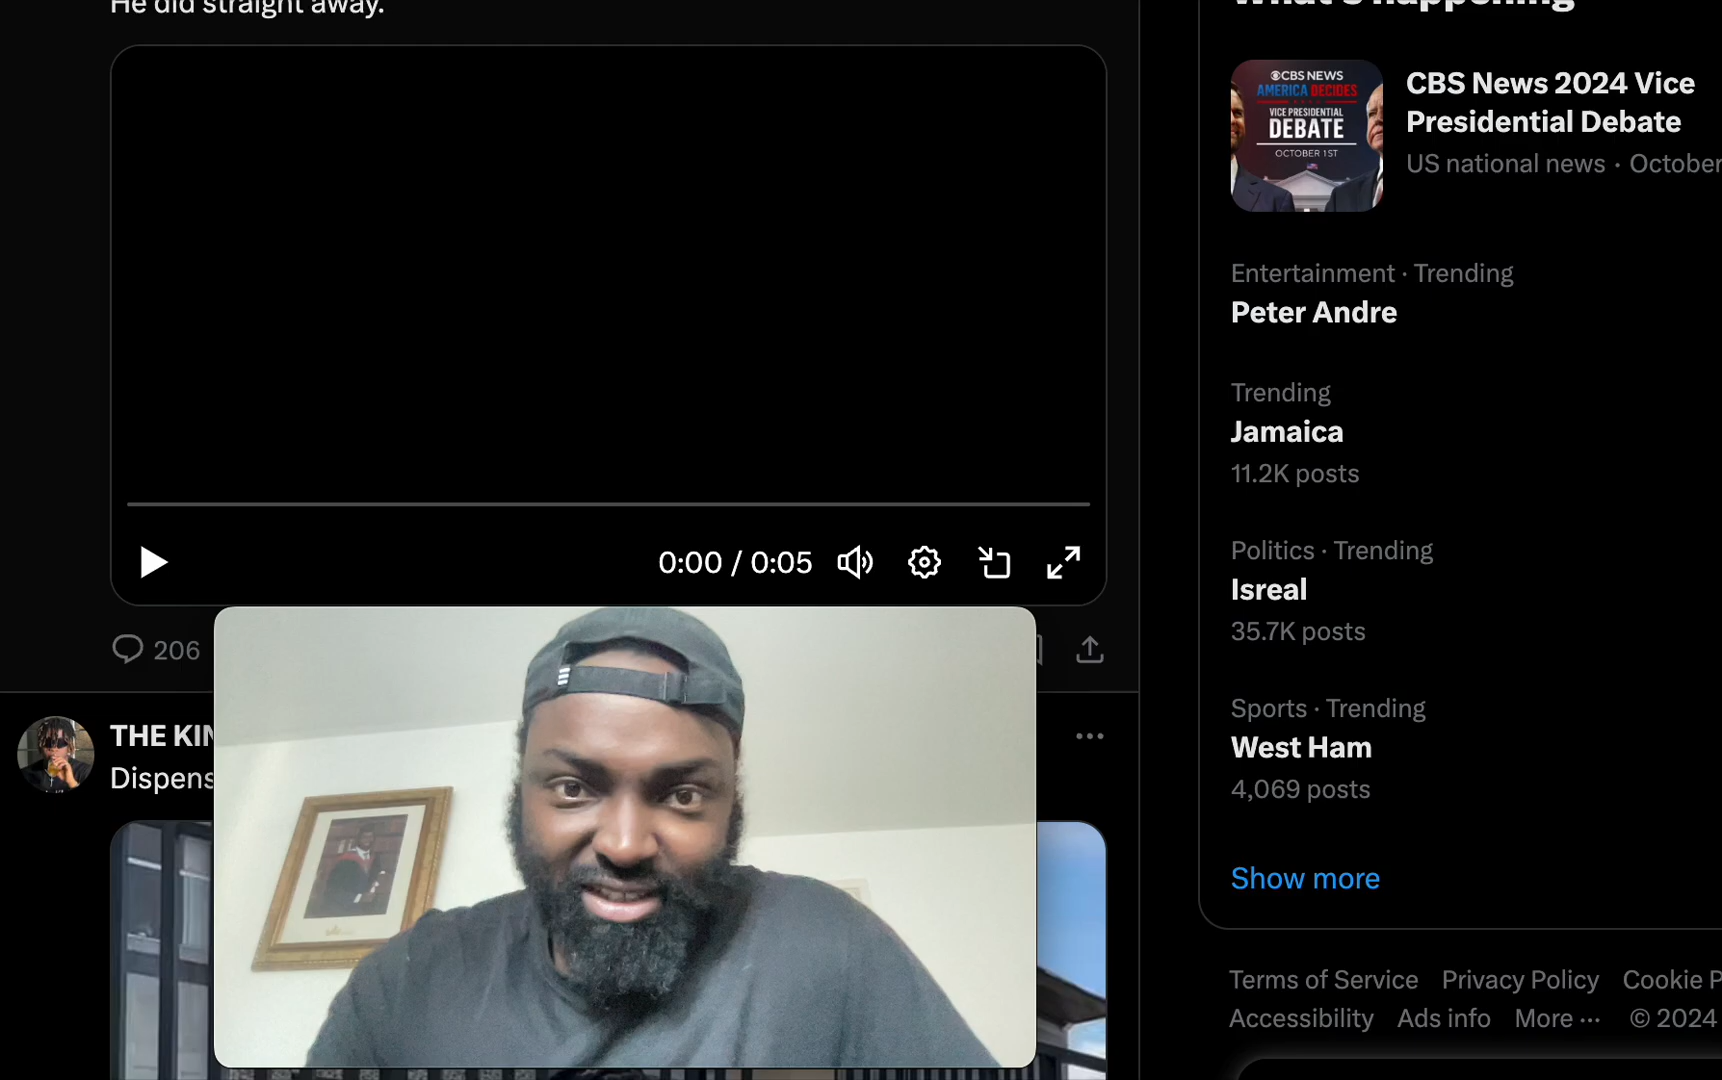 He did straight away.
0:00 / 0:05
206
THE KIN
Dispens
What's happening
CBS NEWS
AMERICA DECIDES
VICE PRESIDENTIAL
DEBATE
OCTOBER 1ST
CBS News 2024 Vice
Presidential Debate
US national news · October
Entertainment · Trending
Peter Andre
Trending
Jamaica
11.2K posts
Politics · Trending
Isreal
35.7K posts
Sports · Trending
West Ham
4,069 posts
Show more
Terms of Service Privacy Policy Cookie P
Accessibility Ads info More ··· © 2024